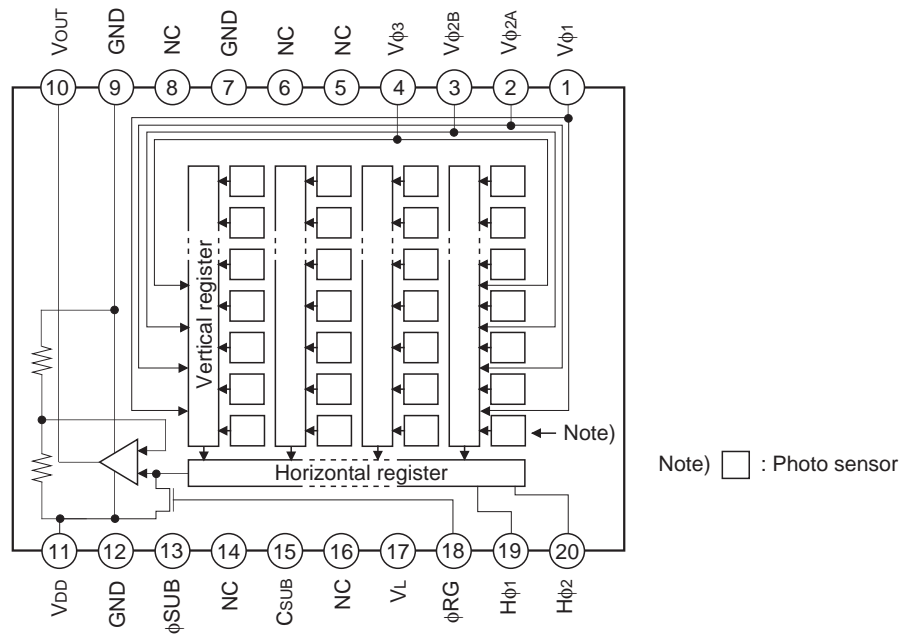 VOUT
GND
NC
GND
NC
NC
Vφ3
Vφ2B
Vφ2A
Vφ1
10
9
8
7
6
5
4
3
2
1
Vertical register
Note)
Horizontal register
Note) : Photo sensor
11
12
13
14
15
16
17
18
19
20
VDD
GND
φSUB
NC
CSUB
NC
VL
φRG
Hφ1
Hφ2